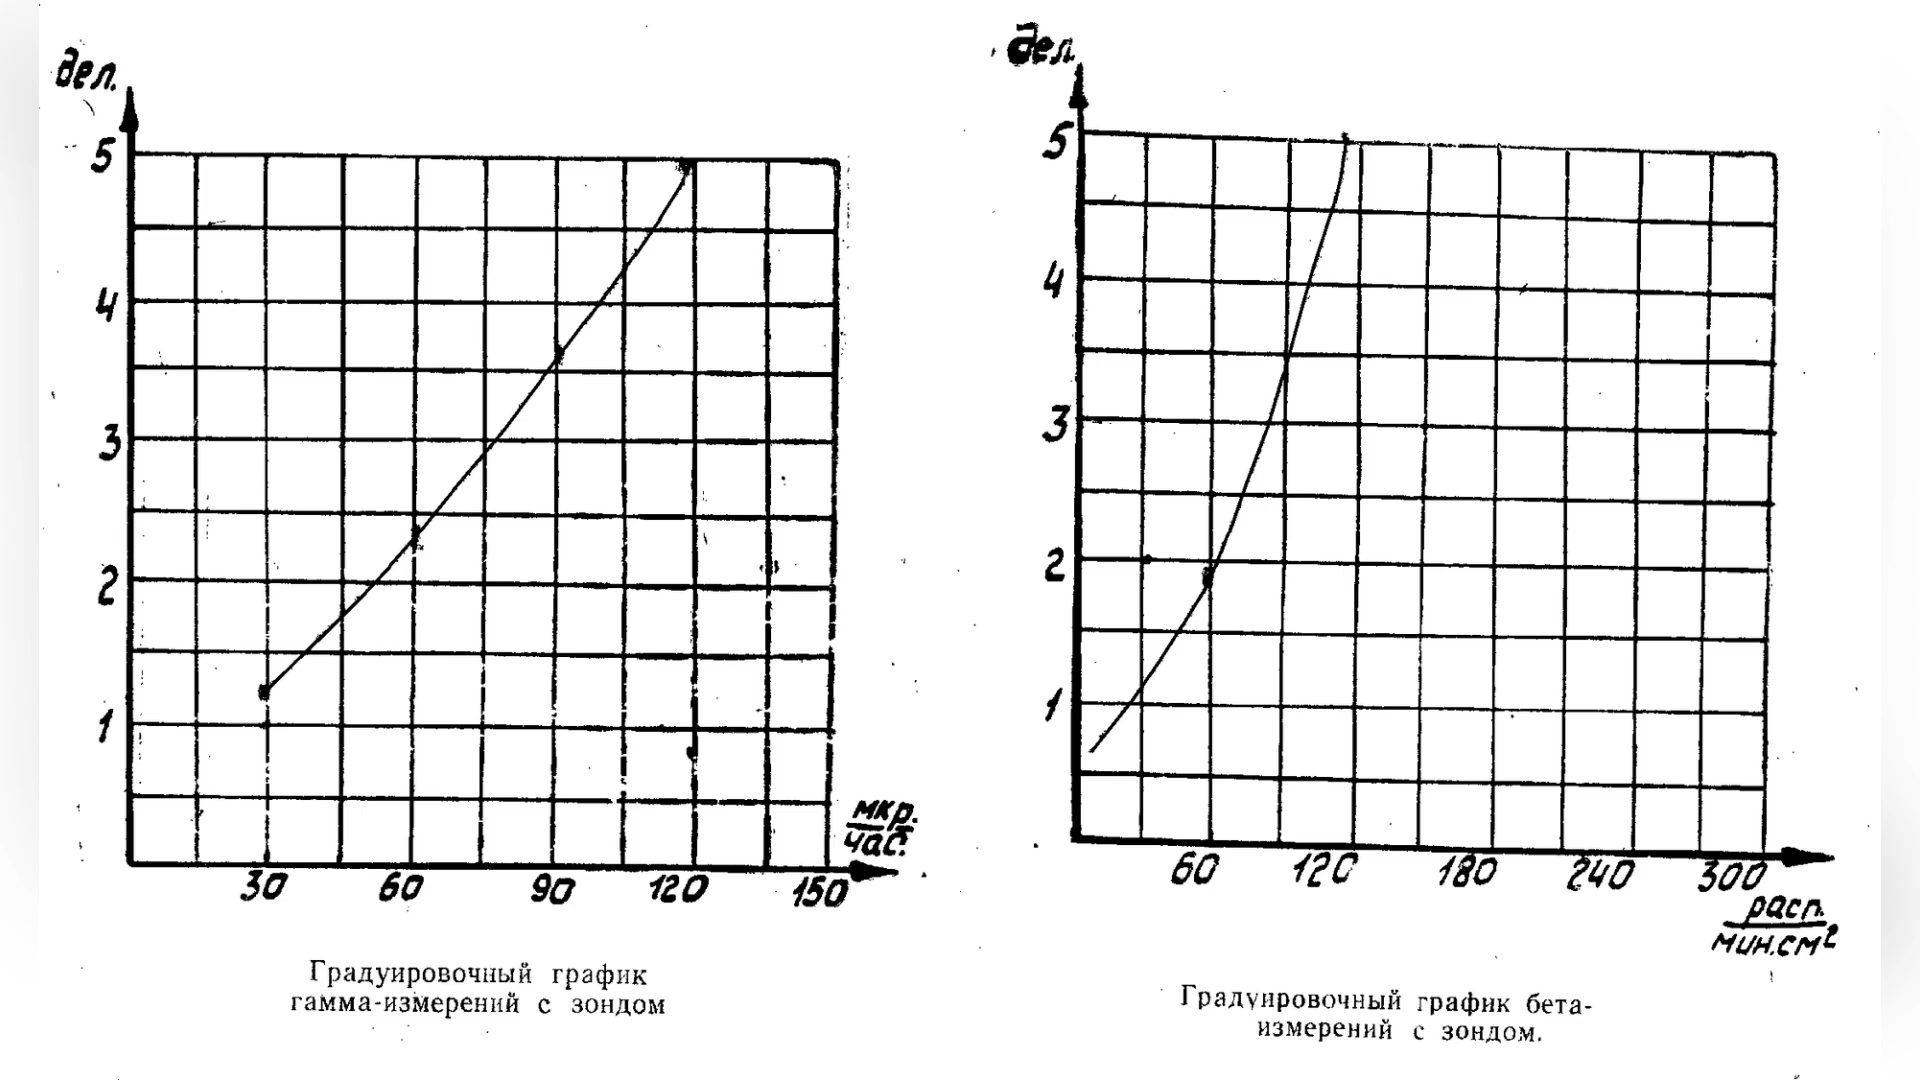 дел.
5
4
3
2
1
30 60 90 120 150
мкр.
час.
Градуировочный график
гамма-измерений с зондом
дел.
5
4
3
2
1
60 120 180 240 300
расп.
мин.см²
Градуировочный график бета-
измерений с зондом.